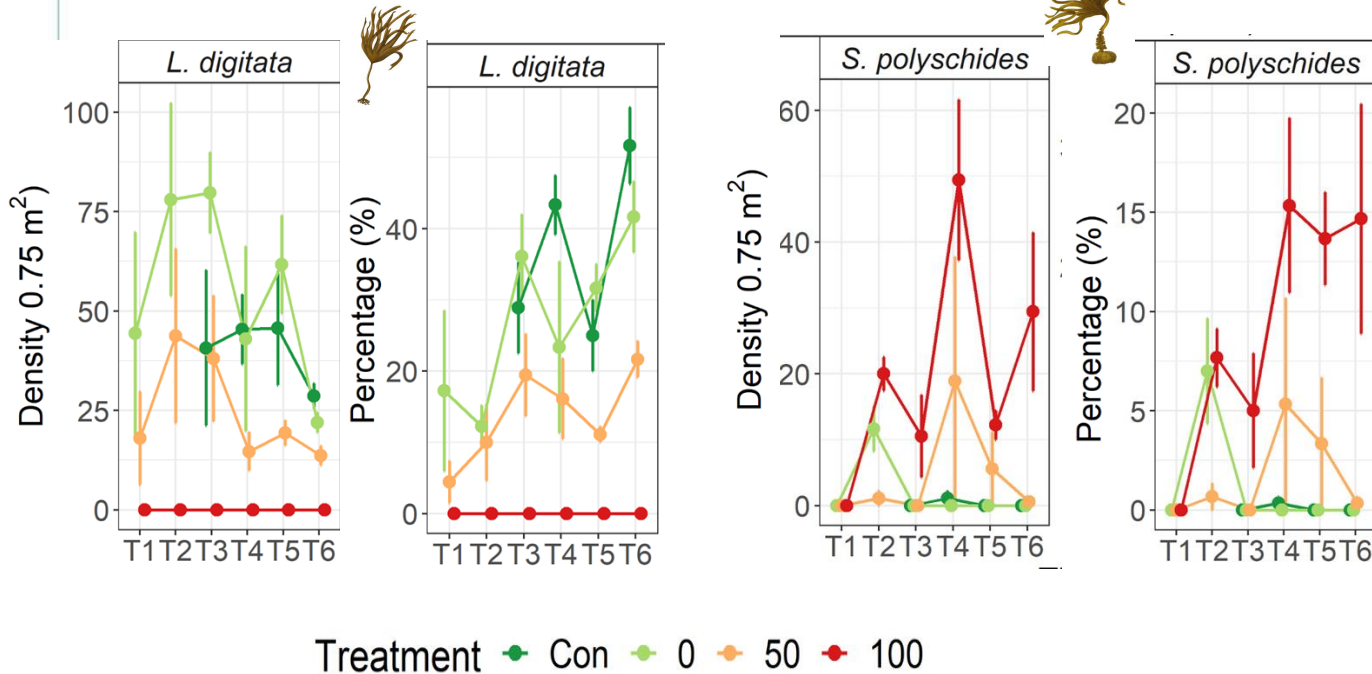 L. digitata
L. digitata
S. polyschides
S. polyschides
Density 0.75 m²)
100
75
50
25
0
T1 T2 T3 T4 T5 T6
Percentage (%)
40
20
0
T1 T2 T3 T4 T5 T6
Density 0.75 m²)
60
40
20
0
T1 T2 T3 T4 T5 T6
Percentage (%)
20
15
10
5
0
T1 T2 T3 T4 T5 T6
Treatment Con 0 50 100